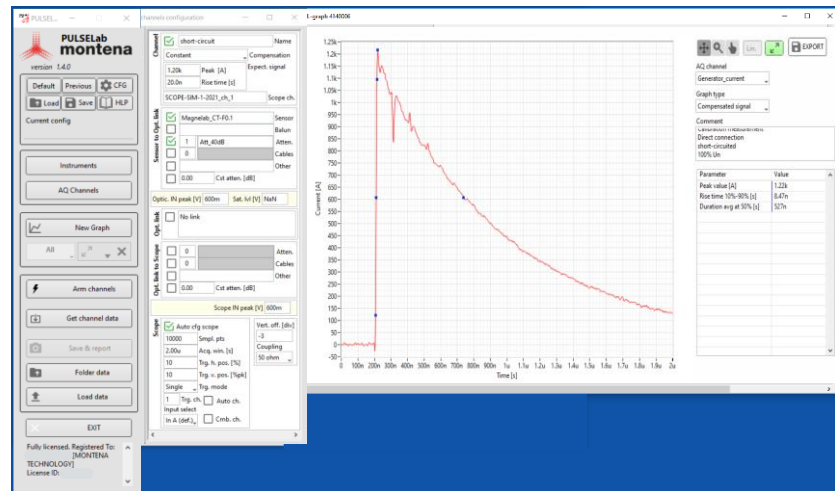 PULSEL...
PULSELab
montena
version 1.4.0
Default
Previous
CFG
Load
Save
HLP
Current config
Instruments
AQ Channels
New Graph
All
Arm channels
Get channel data
Save & report
Folder data
Load data
EXIT
Fully licensed. Registered To:
[MONTENA
TECHNOLOGY]
License ID:
channels configuration
Channel
short-circuit
Name
Constant
Compensation
1.20k
Peak [A]
Expect. signal
20.0n
Rise time [s]
SCOPE-SIM-1-2021_ch_1
Scope ch.
Sensor to Opt. link
Magnelab_CT-F0.1
Sensor
Balun
1
Att_40dB
Atten.
0
Cables
Other
0.00
Cst atten. [dB]
Optic. IN peak [V]
600m
Sat. lvl [V]
NaN
Opt. link
No link
Opt. link to Scope
0
Atten.
0
Cables
Other
0.00
Cst atten. [dB]
Scope IN peak [V]
600m
Scope
Auto cfg scope
Vert. off. [div]
10000
Smpl. pts
-3
2.00u
Acq. win. [s]
Coupling
10
Trg. h. pos. [%]
50 ohm
10
Trg. v. pos. [%pk]
Single
Trg. mode
1
Trg. ch.
Auto ch.
Input select
In A (def.)
Cmb. ch.
L-graph 4340006
Current [A]
1.25k
1.2k
1.15k
1.1k
1.05k
1k
950
900
850
800
750
700
650
600
550
500
450
400
350
300
250
200
150
100
50
0
-50
0
100n
200n
300n
400n
500n
600n
700n
800n
900n
1u
1.1u
1.2u
1.3u
1.4u
1.5u
1.6u
1.7u
1.8u
1.9u
2u
Time [s]
Lin.
EXPORT
AQ channel
Generator_current
Graph type
Compensated signal
Comment
Direct connection
short-circuited
100% Un
Parameter
Value
Peak value [A]
1.22k
Rise time 10%-90% [s]
8.47n
Duration avg at 50% [s]
527n